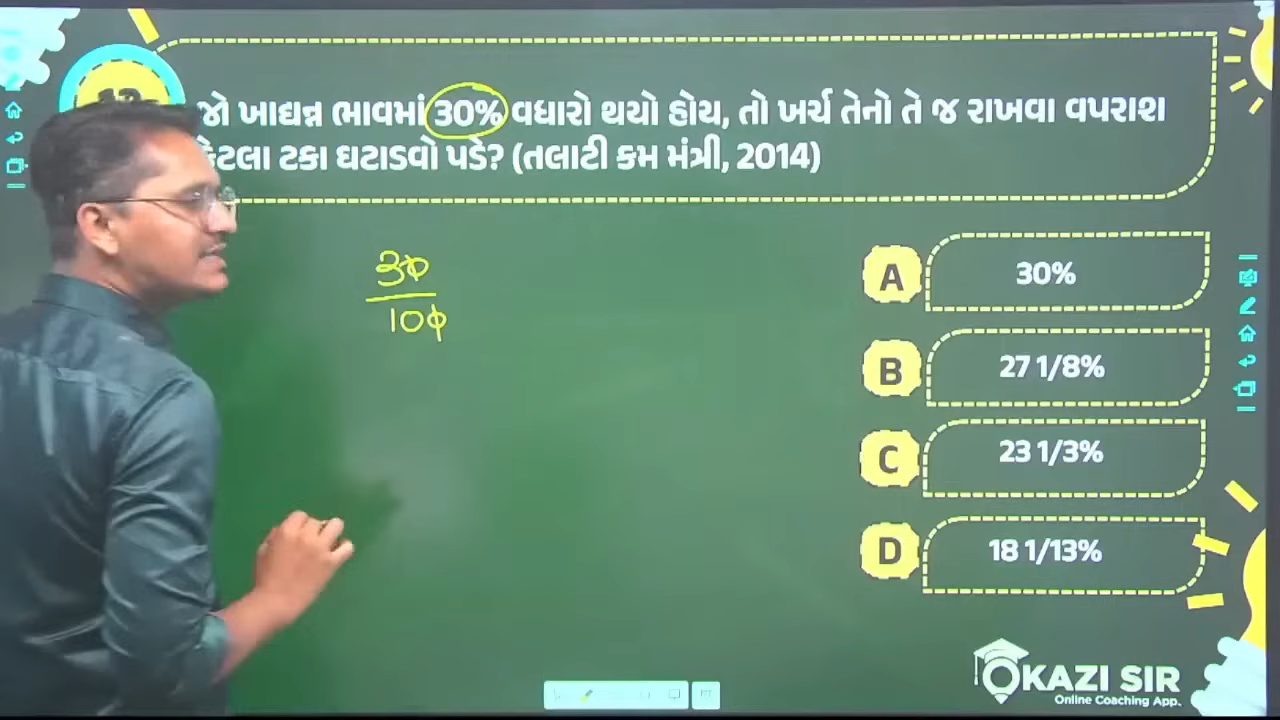 13
જો ખાદ્યન્ન ભાવમાં 30% વધારો થયો હોય, તો ખર્ચ તેનો તે જ રાખવા વપરાશ
કેટલા ટકા ઘટાડવો પડે? (તલાટી કમ મંત્રી, 2014)
30
100
A 30%
B 27 1/8%
C 23 1/3%
D 18 1/13%
KAZI SIR
Online Coaching App.